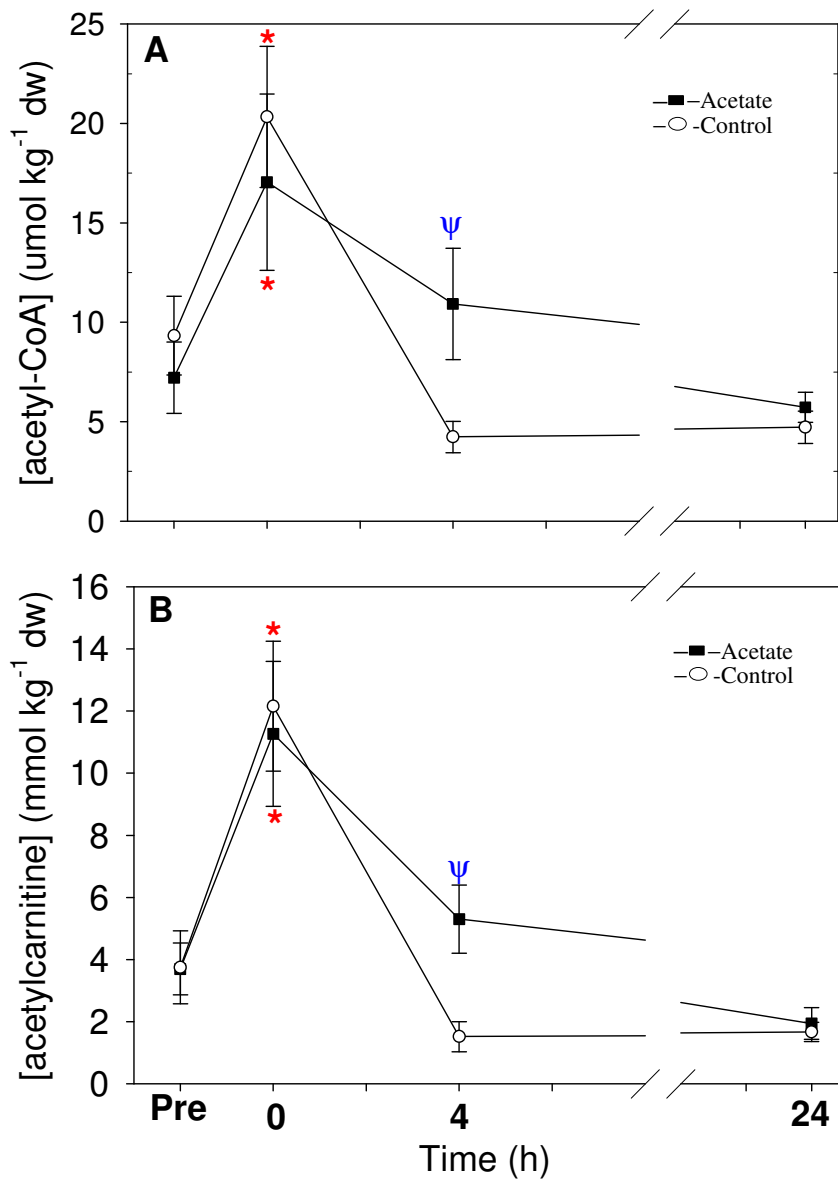 A
[acetyl-CoA] (umol kg⁻¹ dw)
25
20
15
10
5
0
*
*
ψ
–Acetate
-Control
B
[acetylcarnitine] (mmol kg⁻¹ dw)
16
14
12
10
8
6
4
2
0
*
*
ψ
–Acetate
-Control
Pre 0 4 24
Time (h)